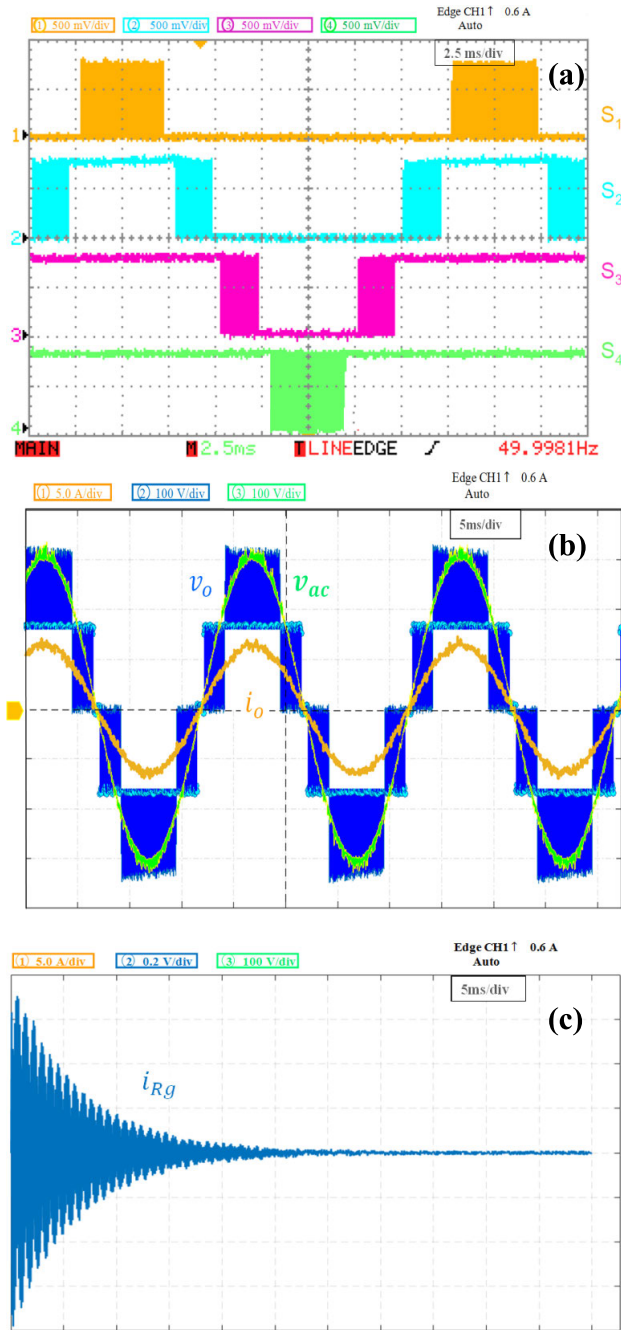 Edge CH1↑ 0.6 A
① 500 mV/div ② 500 mV/div ③ 500 mV/div ④ 500 mV/div Auto
2.5 ms/div
(a)
1
S1
S2
2
S3
3
S4
4
MAIN M 2.5ms T LINE EDGE 49.9981Hz
Edge CH1↑ 0.6 A
① 5.0 A/div ② 100 V/div ③ 100 V/div Auto
5ms/div
(b)
vo vac
io
Edge CH1↑ 0.6 A
① 5.0 A/div ② 0.2 V/div ③ 100 V/div Auto
5ms/div
(c)
iRg